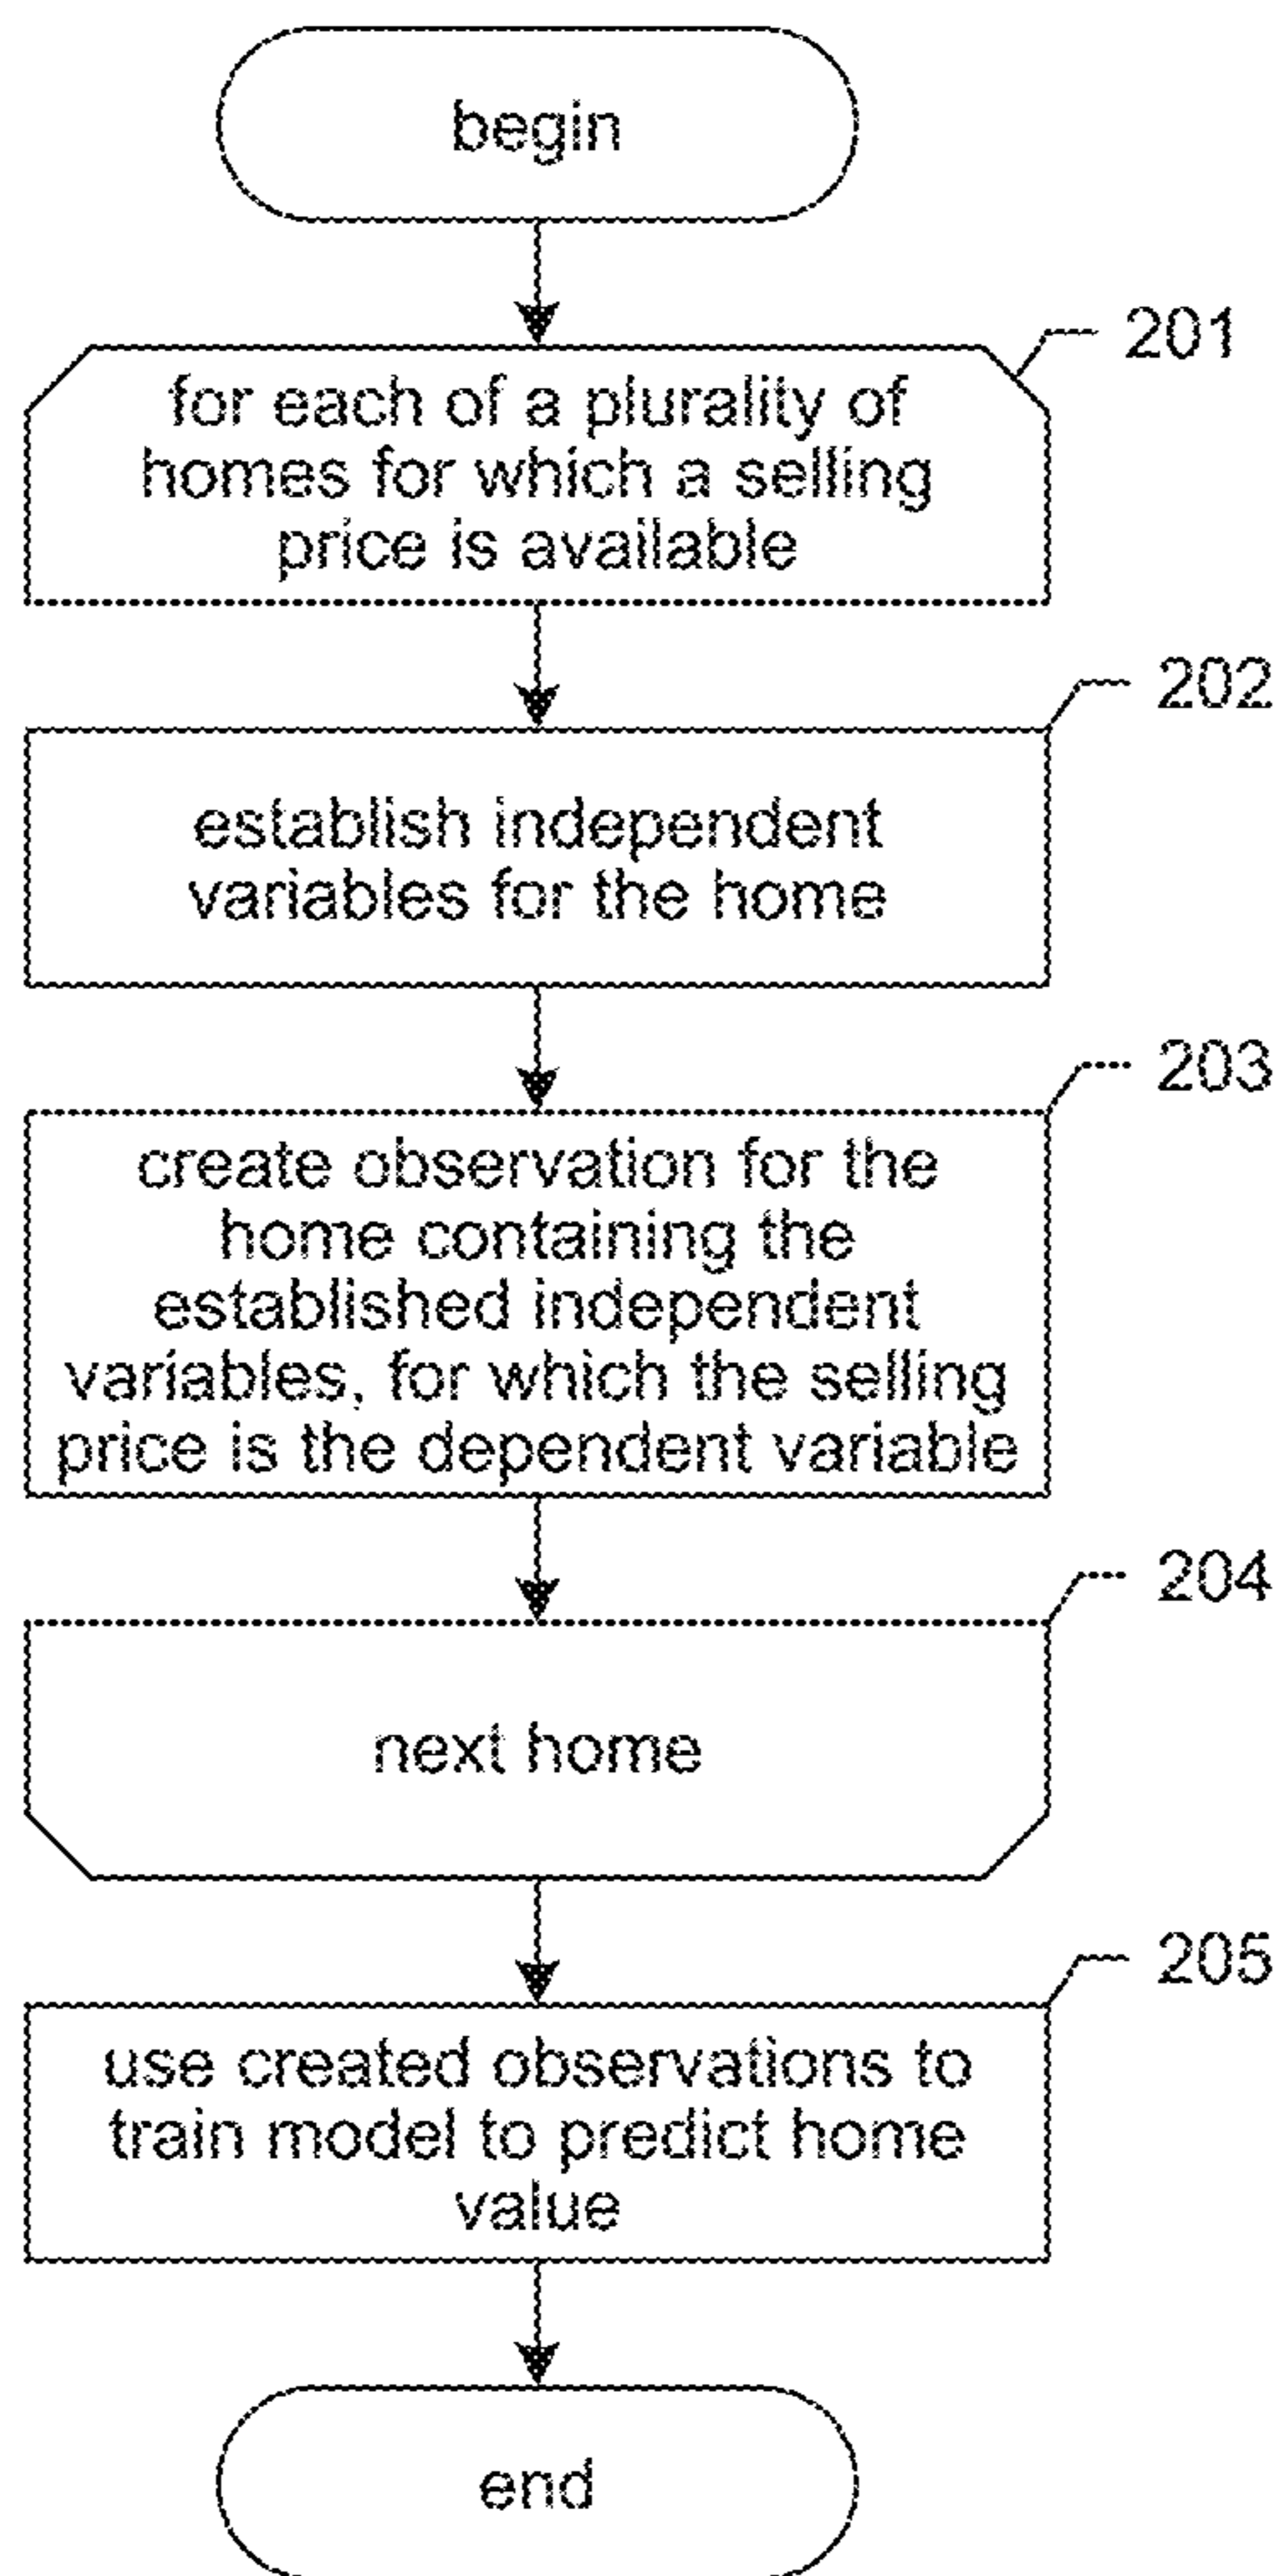 begin
201
for each of a plurality of
homes for which a selling
price is available
202
establish independent
variables for the home
203
create observation for the
home containing the
established independent
variables, for which the selling
price is the dependent variable
204
next home
205
use created observations to
train model to predict home
value
end